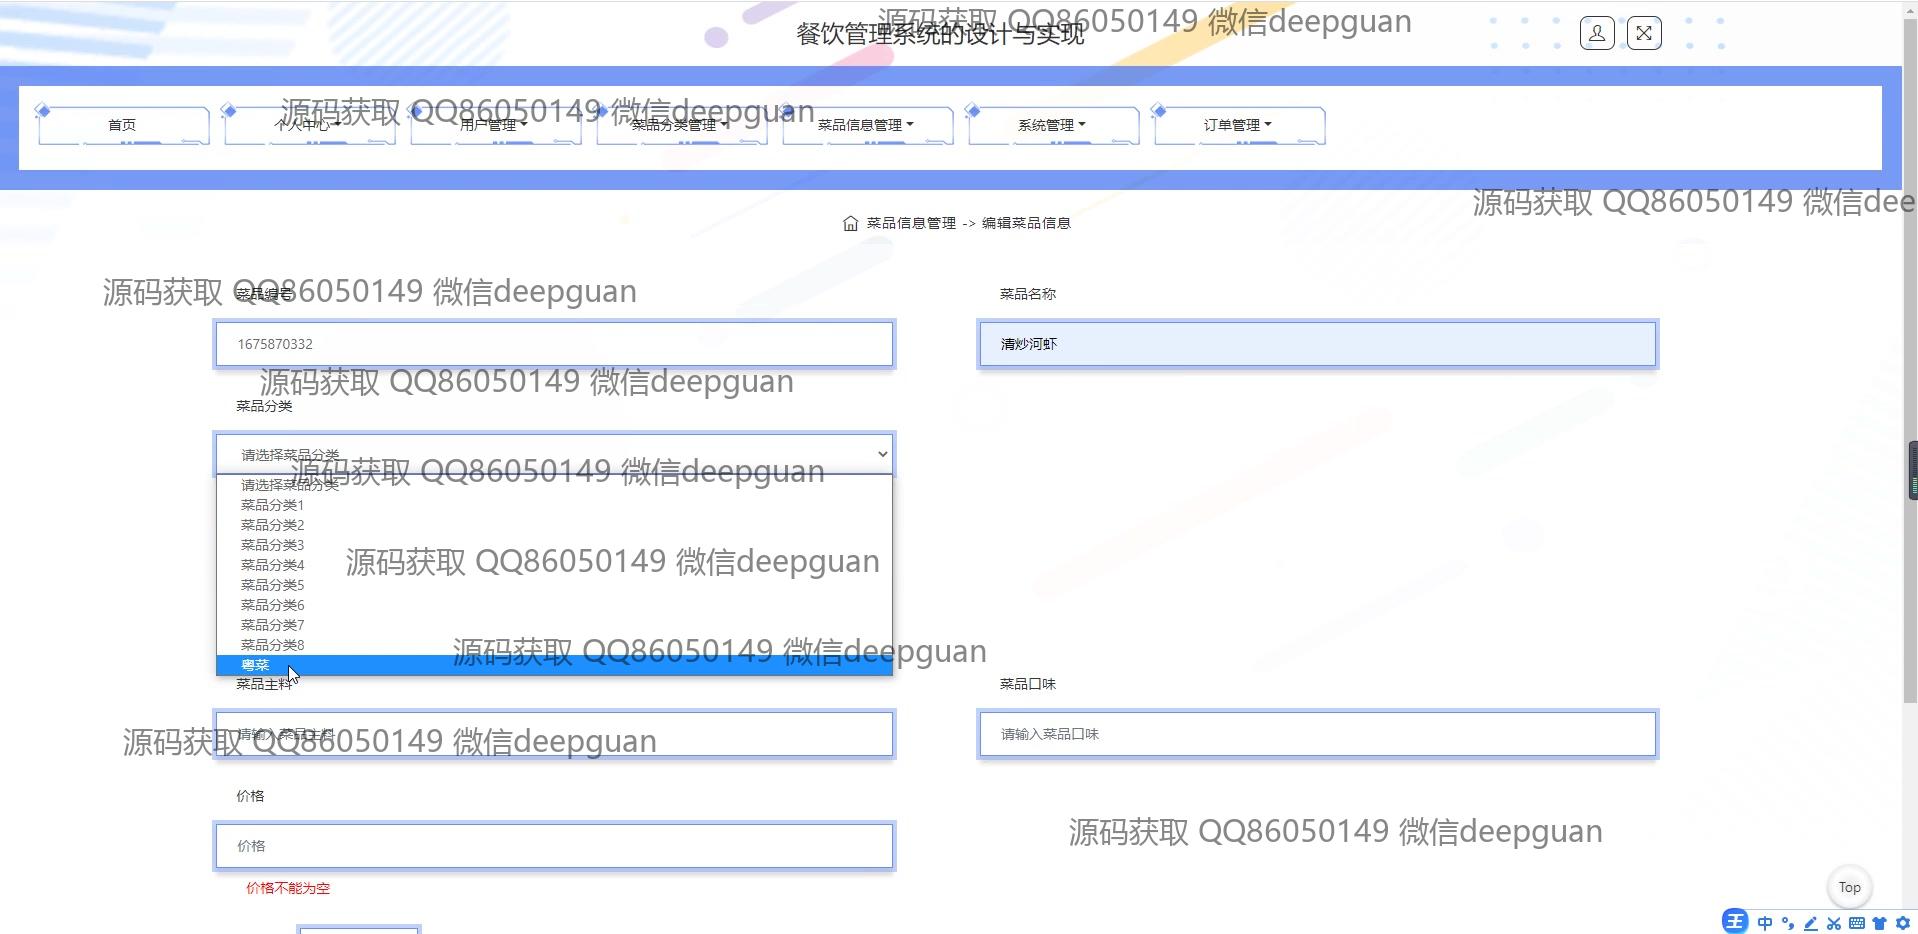 源码获取 QQ86050149 微信deepguan
餐饮管理系统的设计与实现
源码获取 QQ86050149 微信deepguan
首页
个人中心
用户管理
菜品分类管理
菜品信息管理
系统管理
订单管理
源码获取 QQ86050149 微信dee
菜品信息管理 -> 编辑菜品信息
源码获取 QQ86050149 微信deepguan
菜品编号
菜品名称
1675870332
清炒河虾
源码获取 QQ86050149 微信deepguan
菜品分类
请选择菜品分类
源码获取 QQ86050149 微信deepguan
请选择菜品分类
菜品分类1
菜品分类2
菜品分类3
菜品分类4
源码获取 QQ86050149 微信deepguan
菜品分类5
菜品分类6
菜品分类7
菜品分类8
源码获取 QQ86050149 微信deepguan
粤菜
菜品主料
菜品口味
请输入菜品主料
请输入菜品口味
源码获取 QQ86050149 微信deepguan
价格
源码获取 QQ86050149 微信deepguan
价格
价格不能为空
Top
王 中